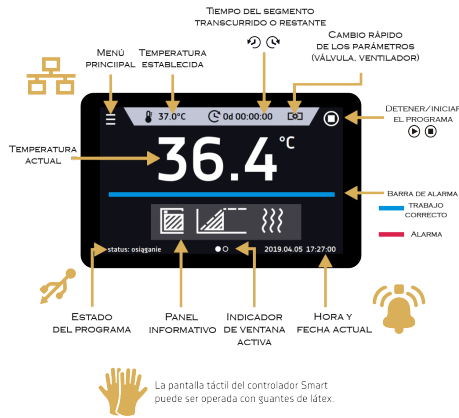 TIEMPO DEL SEGMENTO
TRANSCURRIDO O RESTANTE
CAMBIO RÁPIDO
DE LOS PARÁMETROS
(VÁLVULA, VENTILADOR)
MENÚ
PRINCIIPAL
TEMPERATURA
ESTABLECIDA
DETENER/INICIAR
EL PROGRAMA
37.0°C
0d 00:00:00
TEMPERATURA
ACTUAL
36.4°C
BARRA DE ALARMA
TRABAJO
CORRECTO
ALARMA
status: osiąganie
2019.04.05 17:27:00
ESTADO
DEL PROGRAMA
PANEL
INFORMATIVO
INDICADOR
DE VENTANA
ACTIVA
HORA Y
FECHA ACTUAL
La pantalla táctil del controlador Smart
puede ser operada con guantes de látex.